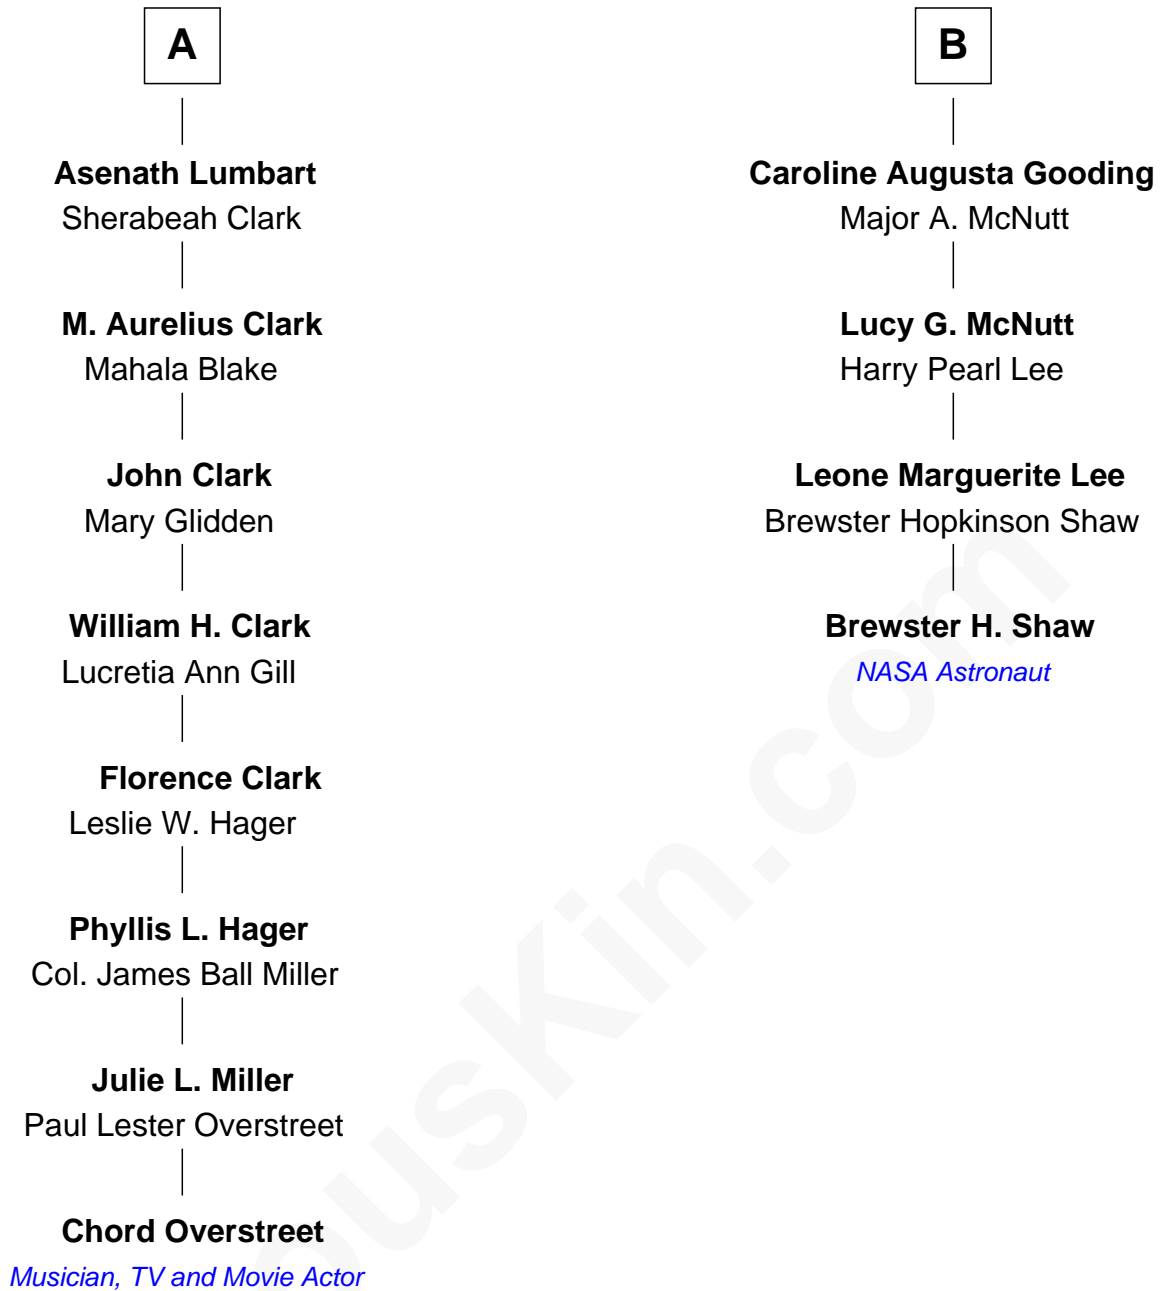 A
Asenath Lumbart
Sherabeah Clark
M. Aurelius Clark
Mahala Blake
John Clark
Mary Glidden
William H. Clark
Lucretia Ann Gill
Florence Clark
Leslie W. Hager
Phyllis L. Hager
Col. James Ball Miller
Julie L. Miller
Paul Lester Overstreet
Chord Overstreet
Musician, TV and Movie Actor
B
Caroline Augusta Gooding
Major A. McNutt
Lucy G. McNutt
Harry Pearl Lee
Leone Marguerite Lee
Brewster Hopkinson Shaw
Brewster H. Shaw
NASA Astronaut
ousKin.com